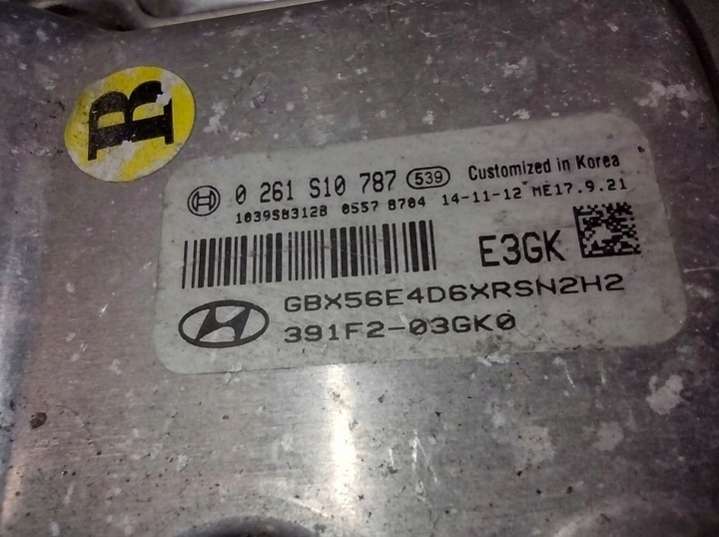 B
0 261 S10 787 539 Customized in Korea
1039S83128 0557 8704 14-11-12 ME17.9.21
E3GK
GBX56E4D6XRSN2H2
391F2-03GK0